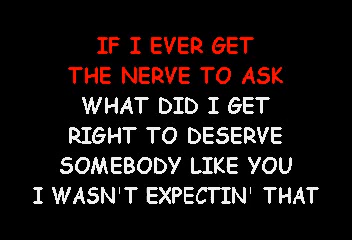 IF I EVER GET
THE NERVE TO ASK
WHAT DID I GET
RIGHT TO DESERVE
SOMEBODY LIKE YOU
I WASN'T EXPECTIN' THAT